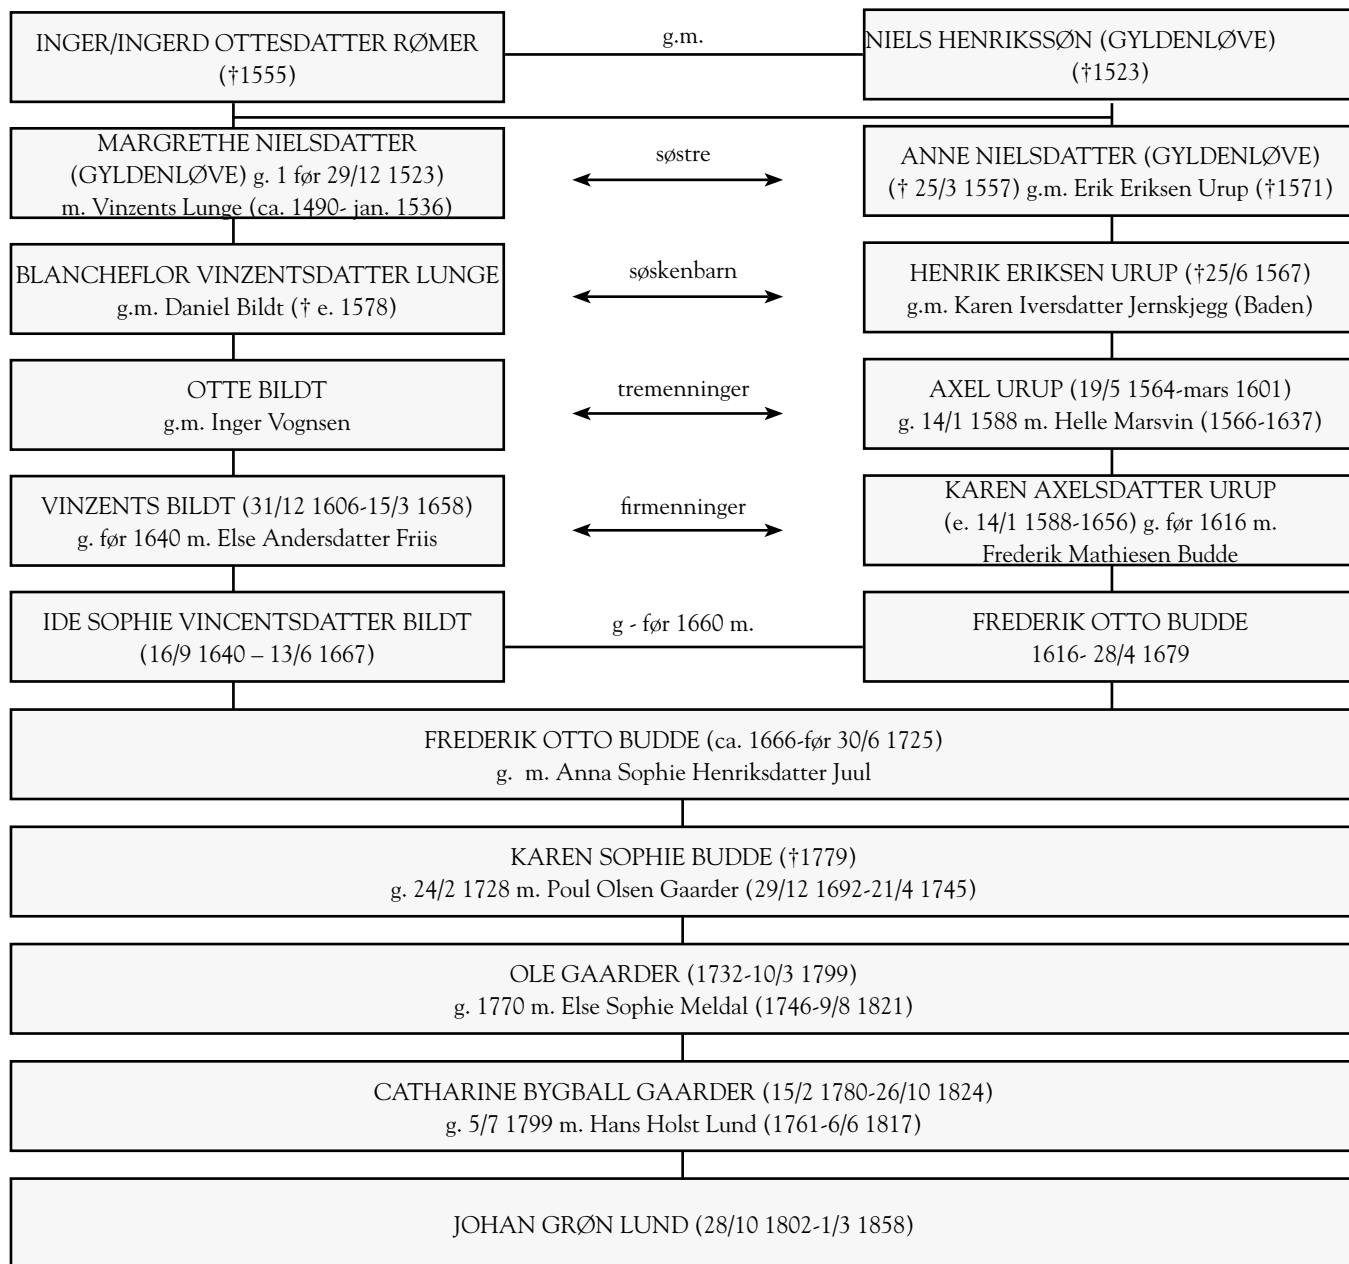 INGER/INGERD OTTESDATTER RØMER
(†1555)
g.m.
NIELS HENRIKSSØN (GYLDENLØVE)
(†1523)
MARGRETHE NIELSDATTER
(GYLDENLØVE) g. 1 før 29/12 1523)
m. Vinzents Lunge (ca. 1490- jan. 1536)
søstre
ANNE NIELSDATTER (GYLDENLØVE)
(† 25/3 1557) g.m. Erik Eriksen Urup (†1571)
BLANCHEFLOR VINZENTSDATTER LUNGE
g.m. Daniel Bildt († e. 1578)
søskenbarn
HENRIK ERIKSEN URUP (†25/6 1567)
g.m. Karen Iversdatter Jernskjegg (Baden)
OTTE BILDT
g.m. Inger Vognsen
tremenninger
AXEL URUP (19/5 1564-mars 1601)
g. 14/1 1588 m. Helle Marsvin (1566-1637)
VINZENTS BILDT (31/12 1606-15/3 1658)
g. før 1640 m. Else Andersdatter Friis
firmenninger
KAREN AXELSDATTER URUP
(e. 14/1 1588-1656) g. før 1616 m.
Frederik Mathiesen Budde
IDE SOPHIE VINCENTSDATTER BILDT
(16/9 1640 – 13/6 1667)
g - før 1660 m.
FREDERIK OTTO BUDDE
1616- 28/4 1679
FREDERIK OTTO BUDDE (ca. 1666-før 30/6 1725)
g. m. Anna Sophie Henriksdatter Juul
KAREN SOPHIE BUDDE (†1779)
g. 24/2 1728 m. Poul Olsen Gaarder (29/12 1692-21/4 1745)
OLE GAARDER (1732-10/3 1799)
g. 1770 m. Else Sophie Meldal (1746-9/8 1821)
CATHARINE BYGBALL GAARDER (15/2 1780-26/10 1824)
g. 5/7 1799 m. Hans Holst Lund (1761-6/6 1817)
JOHAN GRØN LUND (28/10 1802-1/3 1858)